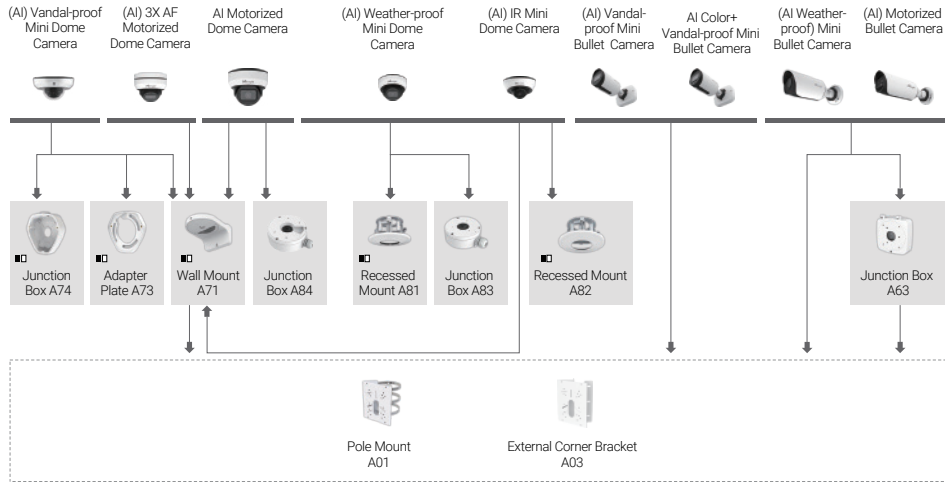 (AI) Vandal-proof
Mini Dome
Camera
(AI) 3X AF
Motorized
Dome Camera
AI Motorized
Dome Camera
(AI) Weather-proof
Mini Dome
Camera
(AI) IR Mini
Dome Camera
(AI) Vandal-
proof Mini
Bullet Camera
AI Color+
Vandal-proof Mini
Bullet Camera
(AI Weather-
proof) Mini
Bullet Camera
(AI) Motorized
Bullet Camera
Junction
Box A74
Adapter
Plate A73
Wall Mount
A71
Junction
Box A84
Recessed
Mount A81
Junction
Box A83
Recessed Mount
A82
Junction Box
A63
Pole Mount
A01
External Corner Bracket
A03